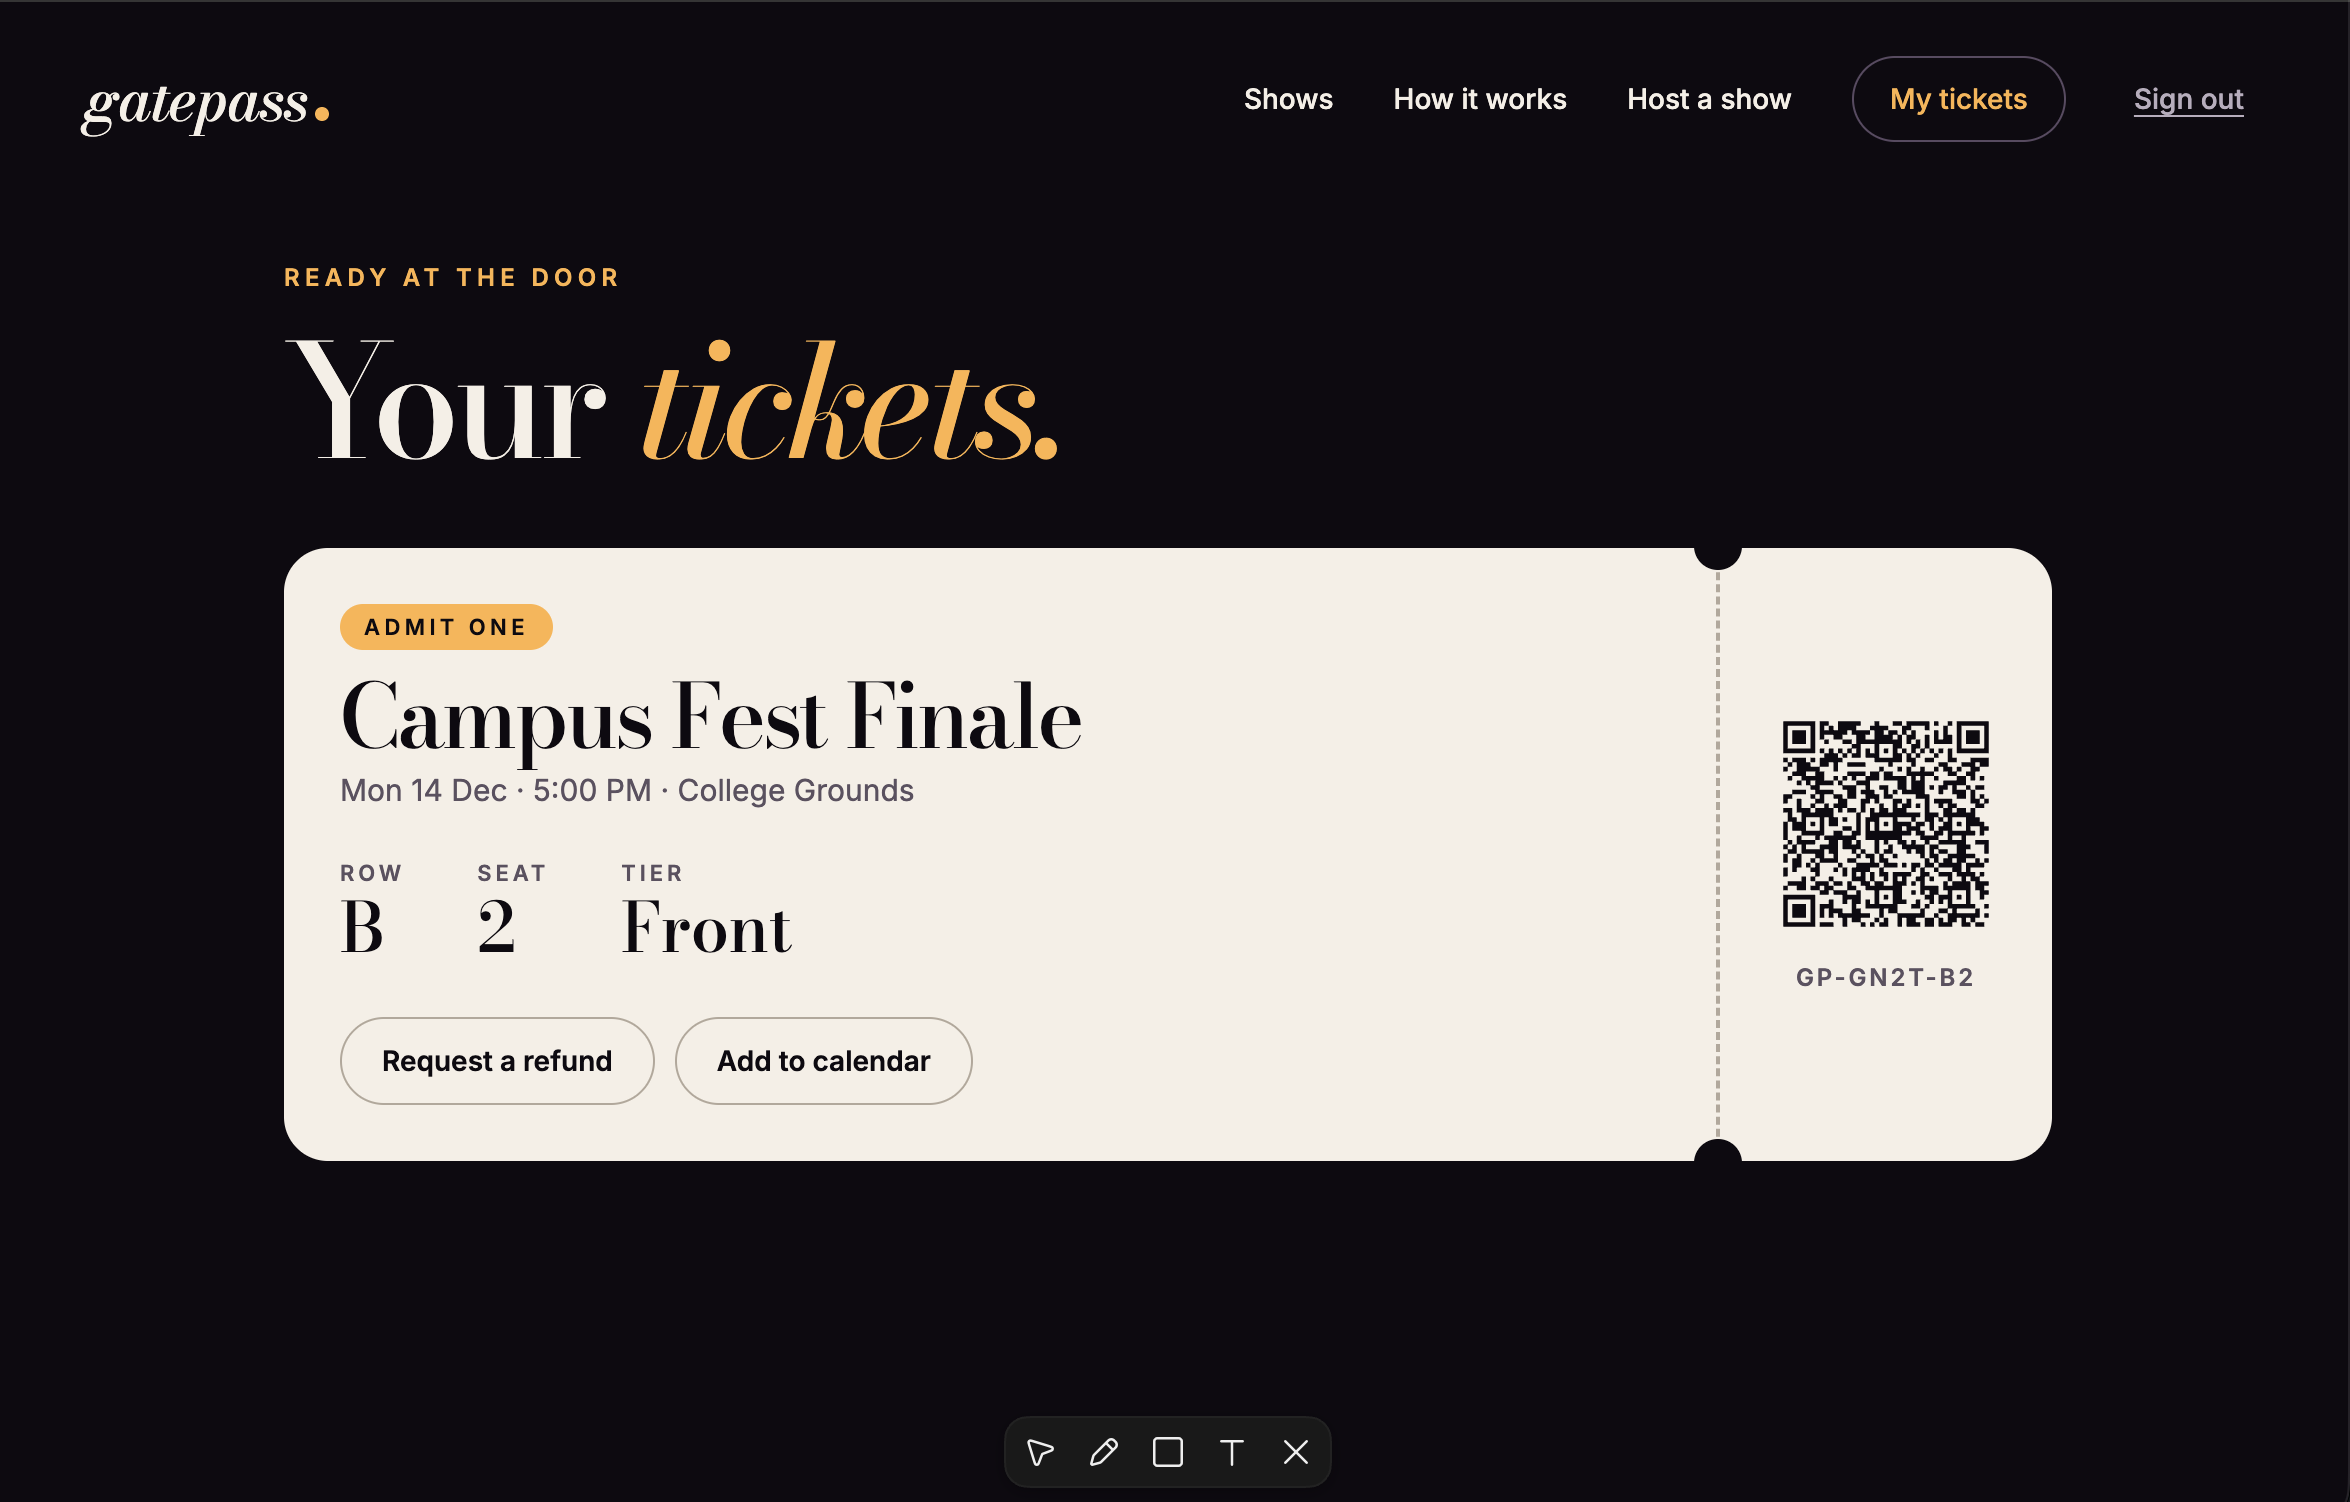 gatepass.
Shows
How it works
Host a show
My tickets
Sign out
READY AT THE DOOR
Your tickets.
ADMIT ONE
Campus Fest Finale
Mon 14 Dec · 5:00 PM · College Grounds
ROW SEAT TIER
B 2 Front
Request a refund
Add to calendar
GP-GN2T-B2